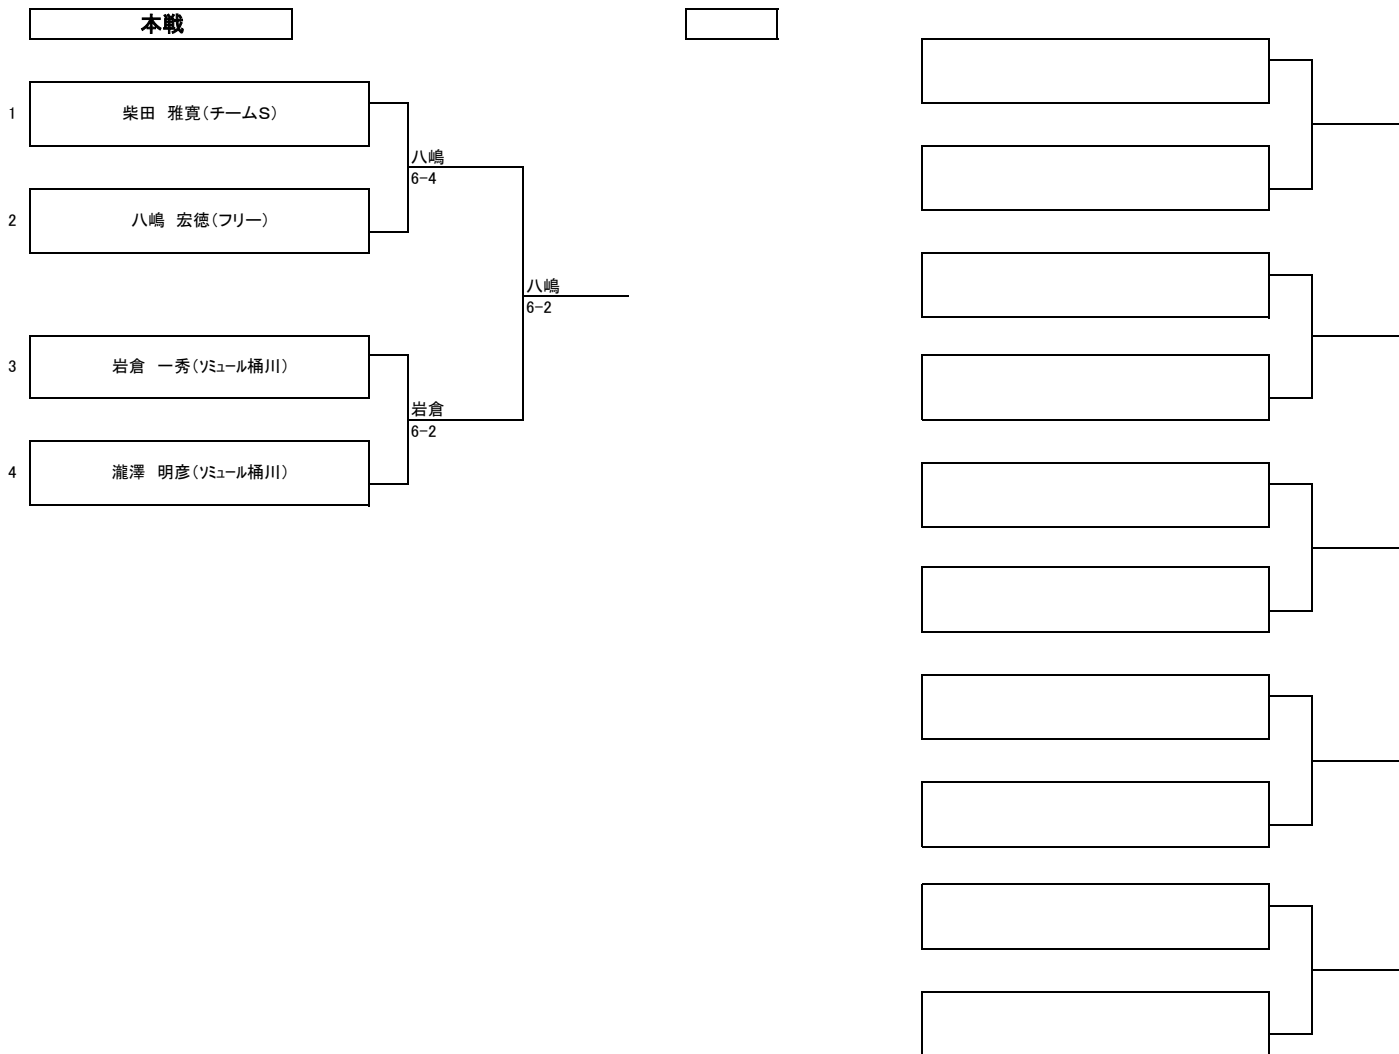 本戦
1
柴田　雅寛（チームS）
八嶋
6-4
2
八嶋　宏徳（フリー）
八嶋
6-2
3
岩倉　一秀（ｿﾐｭｰﾙ桶川）
岩倉
6-2
4
瀧澤　明彦（ｿﾐｭｰﾙ桶川）